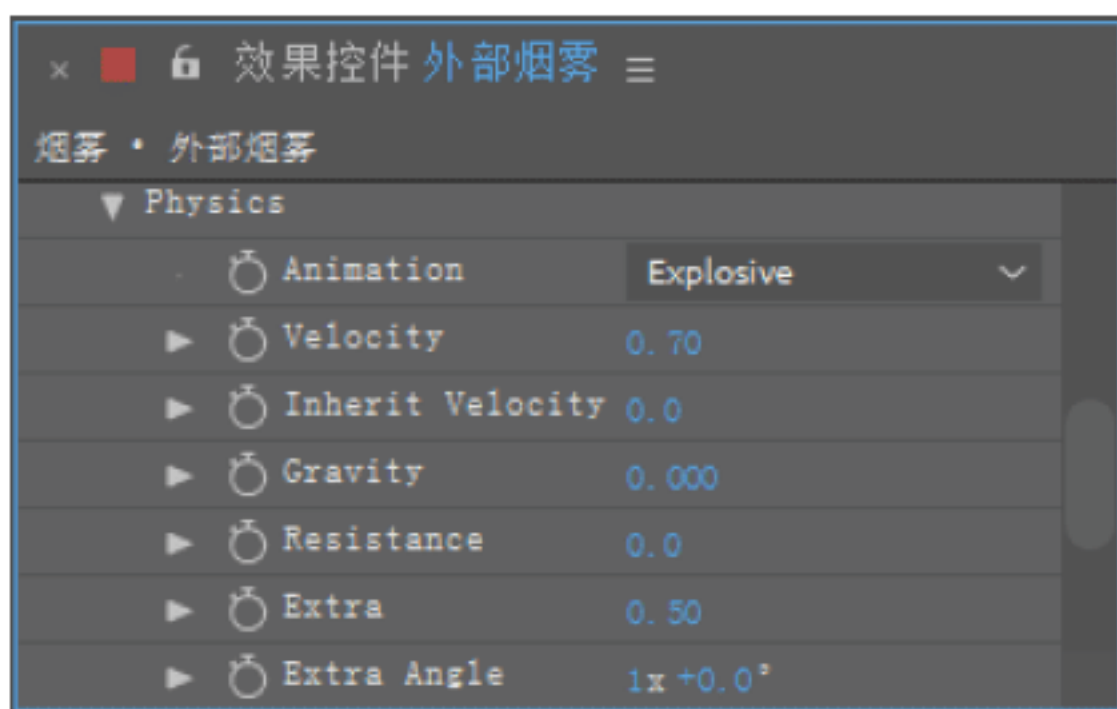 效果控件 外部烟雾
烟雾 • 外部烟雾
Physics
Animation Explosive
Velocity 0.70
Inherit Velocity 0.0
Gravity 0.000
Resistance 0.0
Extra 0.50
Extra Angle 1x+0.0°